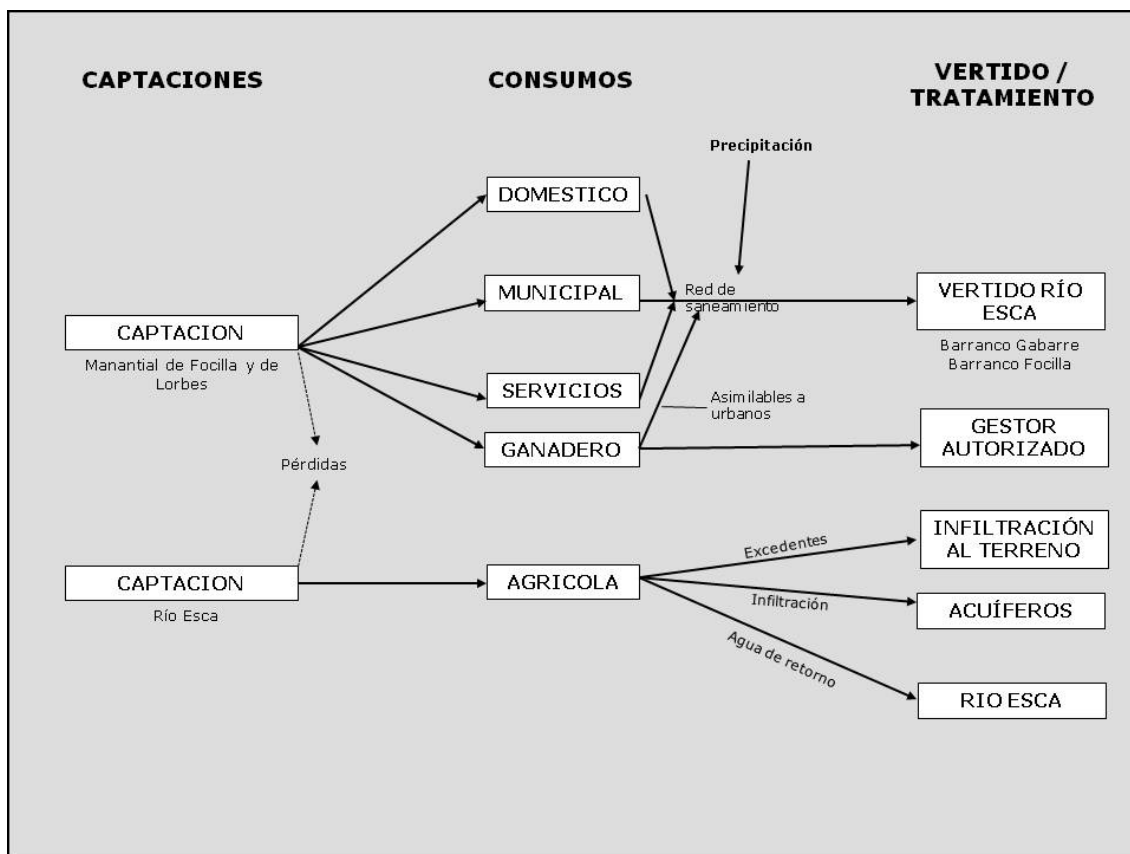 CAPTACIONES
CONSUMOS
VERTIDO /
TRATAMIENTO
Precipitación
DOMESTICO
MUNICIPAL
Red de
saneamiento
VERTIDO RÍO
ESCA
Barranco Gabarre
Barranco Focilla
CAPTACION
Manantial de Focilla y de
Lorbes
SERVICIOS
Asimilables a
urbanos
GANADERO
GESTOR
AUTORIZADO
Pérdidas
CAPTACION
Río Esca
AGRICOLA
Excedentes
INFILTRACIÓN
AL TERRENO
Infiltración
ACUÍFEROS
Agua de retorno
RIO ESCA